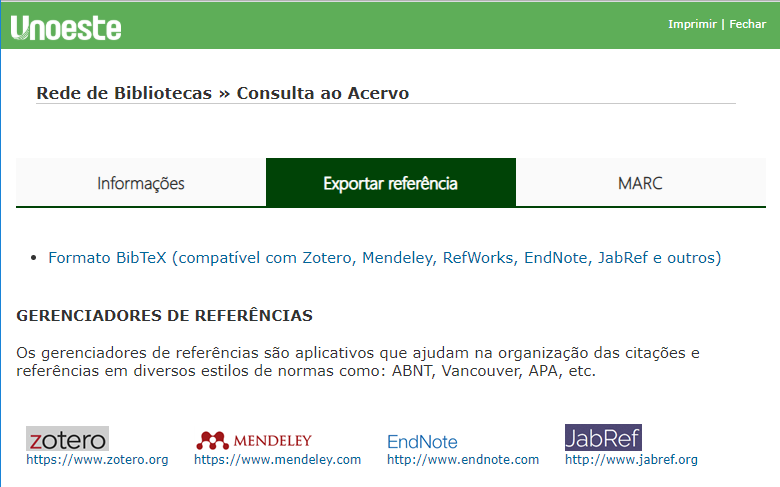 Unoeste
Imprimir | Fechar
Rede de Bibliotecas » Consulta ao Acervo
Informações
Exportar referência
MARC
• Formato BibTeX (compatível com Zotero, Mendeley, RefWorks, EndNote, JabRef e outros)
GERENCIADORES DE REFERÊNCIAS
Os gerenciadores de referências são aplicativos que ajudam na organização das citações e
referências em diversos estilos de normas como: ABNT, Vancouver, APA, etc.
zotero
https://www.zotero.org
MENDELEY
https://www.mendeley.com
EndNote
http://www.endnote.com
JabRef
http://www.jabref.org